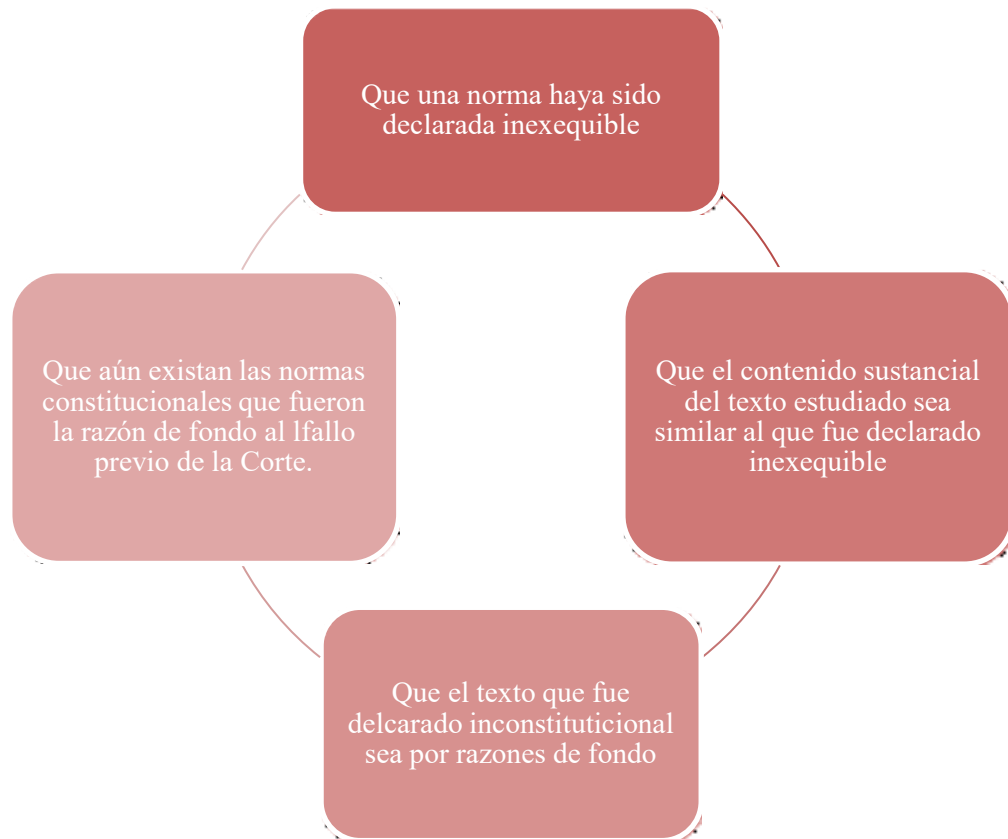 Que una norma haya sido
declarada inexequible
Que el contenido sustancial
del texto estudiado sea
similar al que fue declarado
inexequible
Que el texto que fue
delcarado inconstituticional
sea por razones de fondo
Que aún existan las normas
constitucionales que fueron
la razón de fondo al lfallo
previo de la Corte.